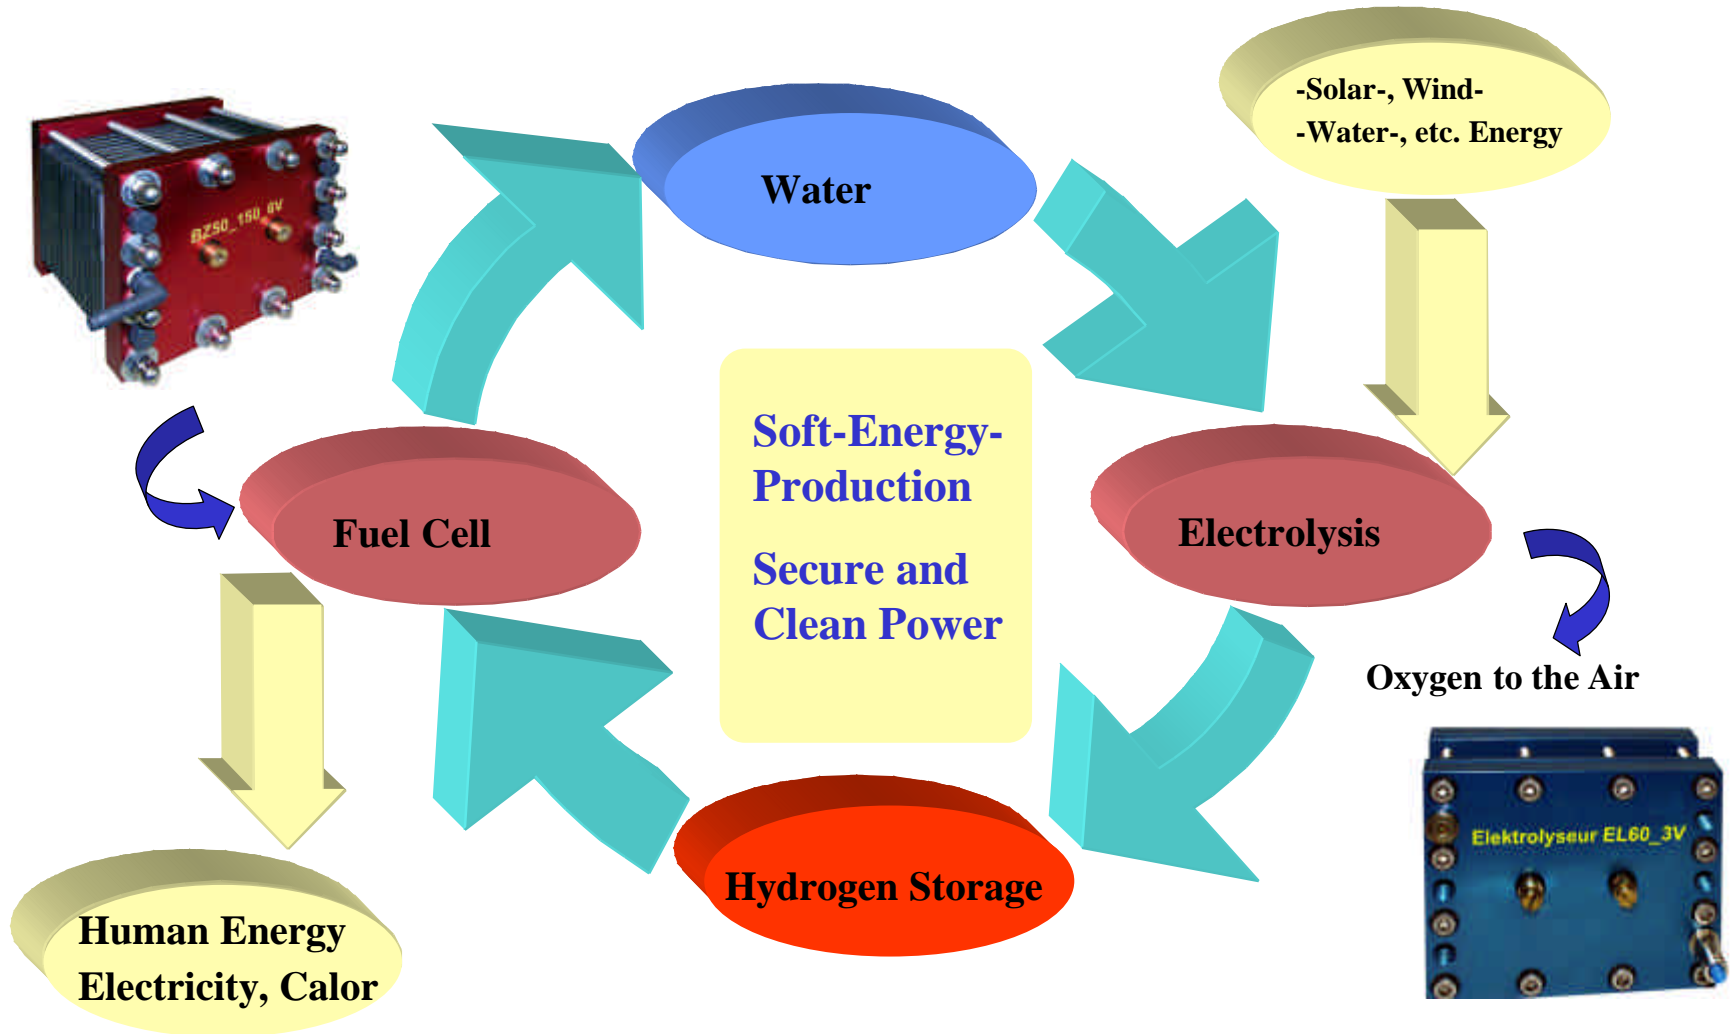 -Solar-, Wind-
-Water-, etc. Energy
Water
BZ50_150_6V
Soft-Energy-
Production
Secure and
Clean Power
Fuel Cell
Electrolysis
Oxygen to the Air
Elektrolyseur EL60_3V
Hydrogen Storage
Human Energy
Electricity, Calor